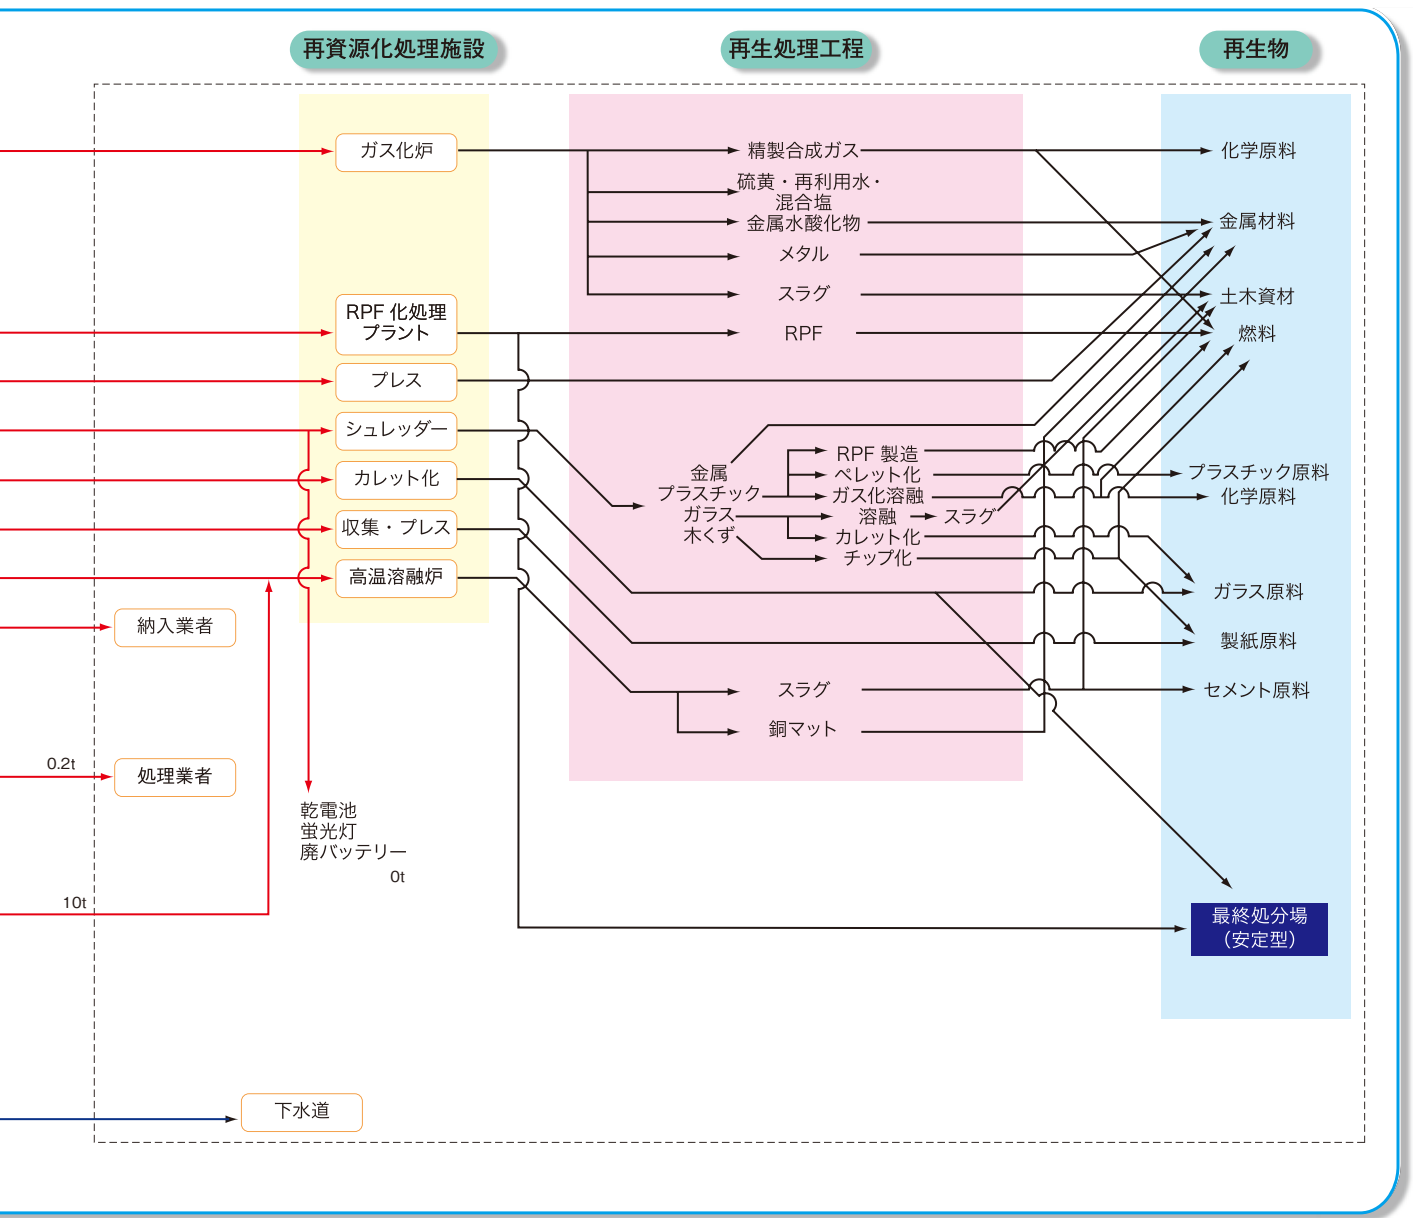 再資源化処理施設
再生処理工程
再生物
ガス化炉
RPF 化処理
プラント
プレス
シュレッダー
カレット化
収集・プレス
高温溶融炉
納入業者
0.2t
処理業者
乾電池
蛍光灯
廃バッテリー
0t
10t
下水道
精製合成ガス
硫黄・再利用水・
混合塩
金属水酸化物
メタル
スラグ
RPF
金属
プラスチック
ガラス
木くず
RPF 製造
ペレット化
ガス化溶融
溶融
スラグ
カレット化
チップ化
スラグ
銅マット
化学原料
金属材料
土木資材
燃料
プラスチック原料
化学原料
ガラス原料
製紙原料
セメント原料
最終処分場
（安定型）